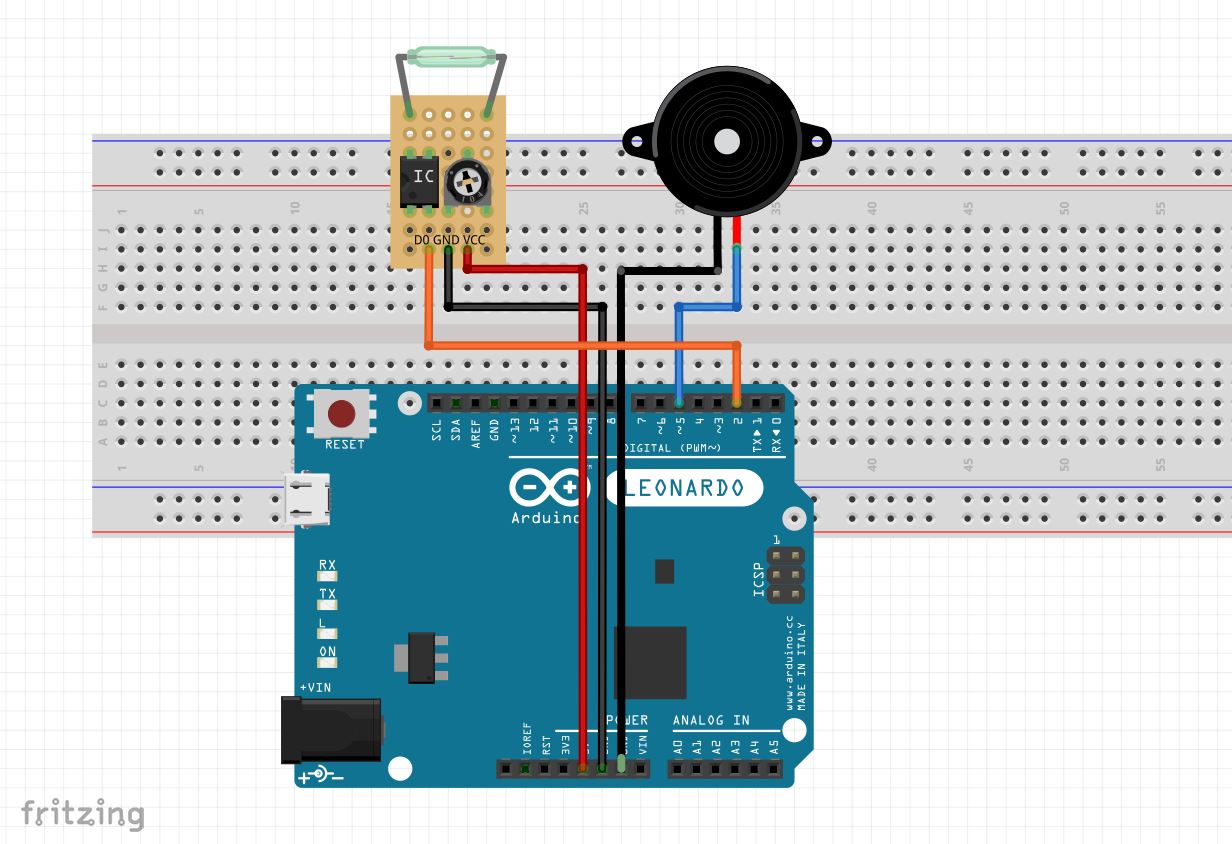 IC
104
D0 GND VCC
1 5 10 25 30 35 40 45 50 55
J
I
H
G
F
E
D
C
B
A
1 5 40 45 50 55
RESET
SCL SDA AREF GND ~13 12 ~11 ~10 ~9 8 7 ~6 ~5 4 ~3 2 TX▶1 RX◀0
DIGITAL (PWM~)
LEONARDO
Arduino
1
ICSP
RX
TX
L
ON
+VIN
www.arduino.cc
MADE IN ITALY
POWER ANALOG IN
IOREF RST 3V3 VIN A0 A1 A2 A3 A4 A5
+ −
fritzing